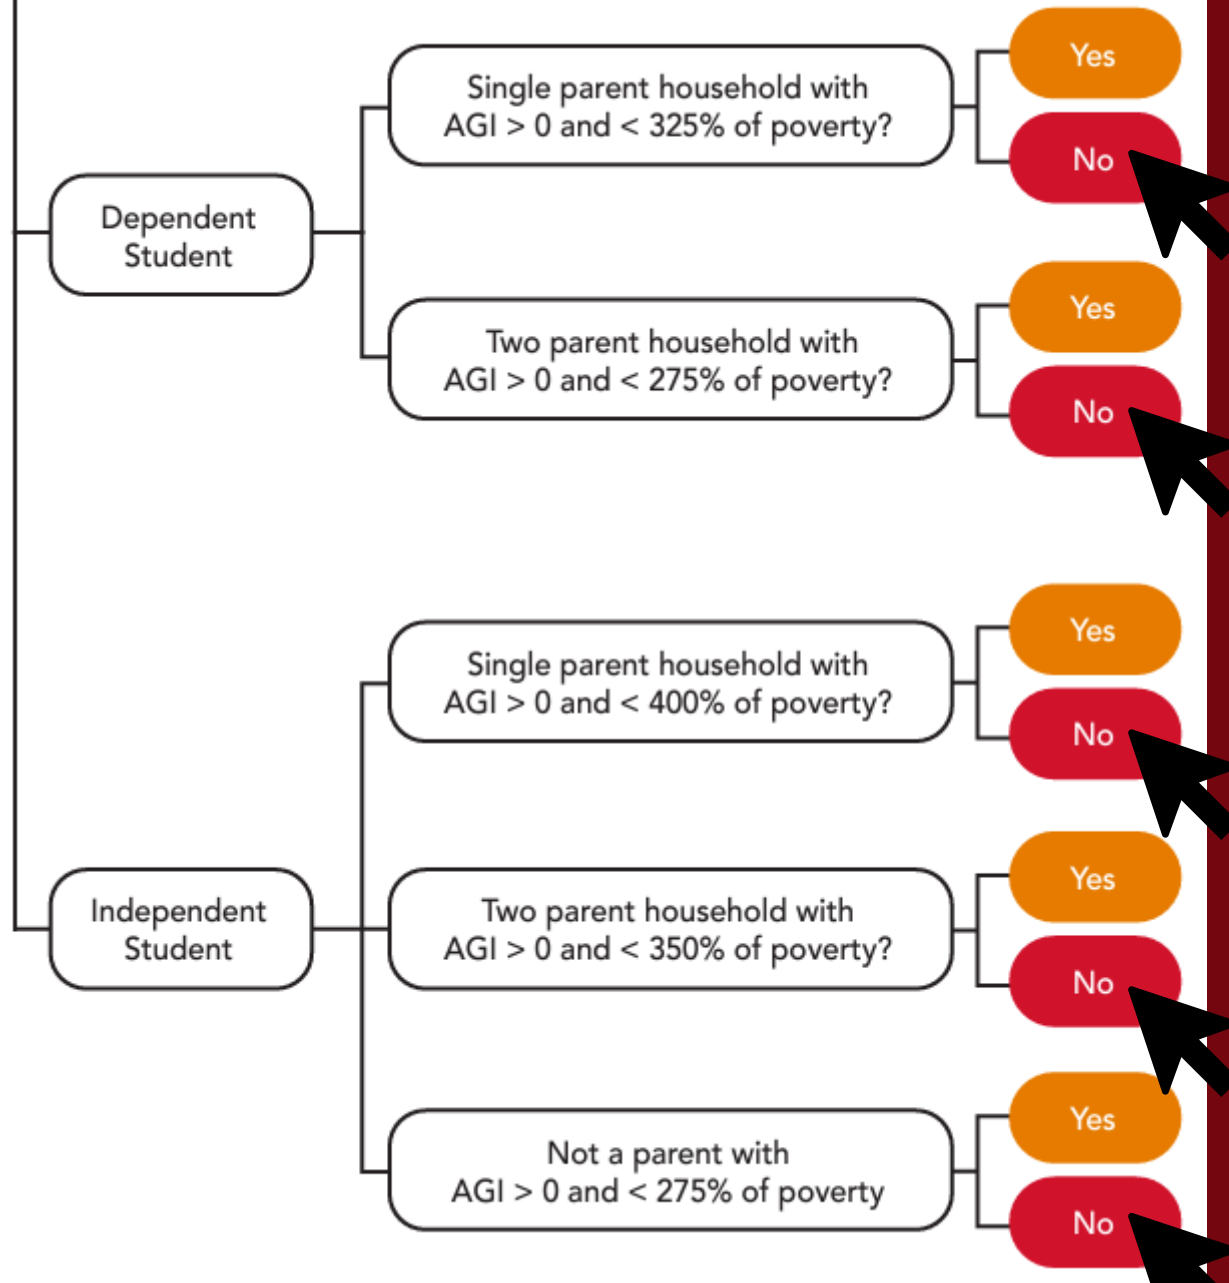 Single parent household with
AGI > 0 and < 325% of poverty?
Yes
No
Dependent
Student
Two parent household with
AGI > 0 and < 275% of poverty?
Yes
No
Single parent household with
AGI > 0 and < 400% of poverty?
Yes
No
Independent
Student
Two parent household with
AGI > 0 and < 350% of poverty?
Yes
No
Not a parent with
AGI > 0 and < 275% of poverty
Yes
No